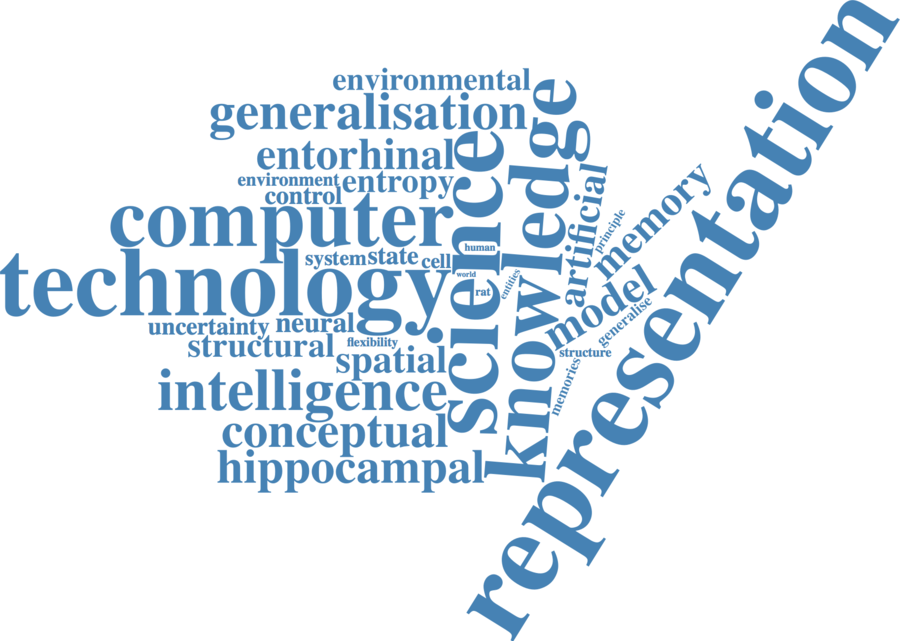 environmental
generalisation
entorhinal
environment
entropy
control
computer
system
state
cell
technology
uncertainty
neural
structural
flexibility
spatial
intelligence
conceptual
hippocampal
science
human
world
rat
entities
knowledge
artificial
principle
memory
model
generalise
structure
memories
representation